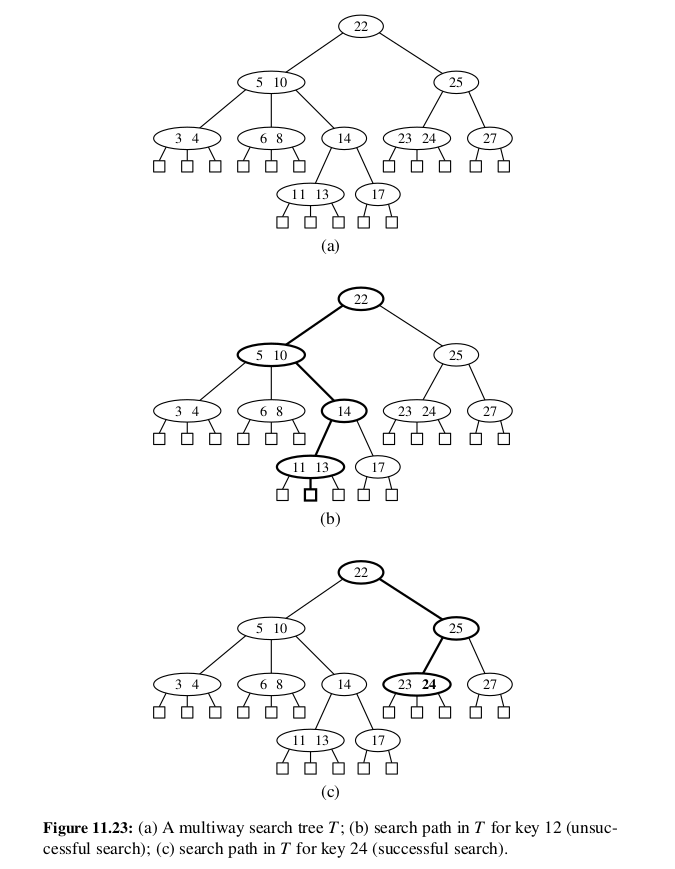 22
5 10 25
3 4 6 8 14 23 24 27
11 13 17
(a)
22
5 10 25
3 4 6 8 14 23 24 27
11 13 17
(b)
22
5 10 25
3 4 6 8 14 23 24 27
11 13 17
(c)
Figure 11.23: (a) A multiway search tree T; (b) search path in T for key 12 (unsuc-
cessful search); (c) search path in T for key 24 (successful search).